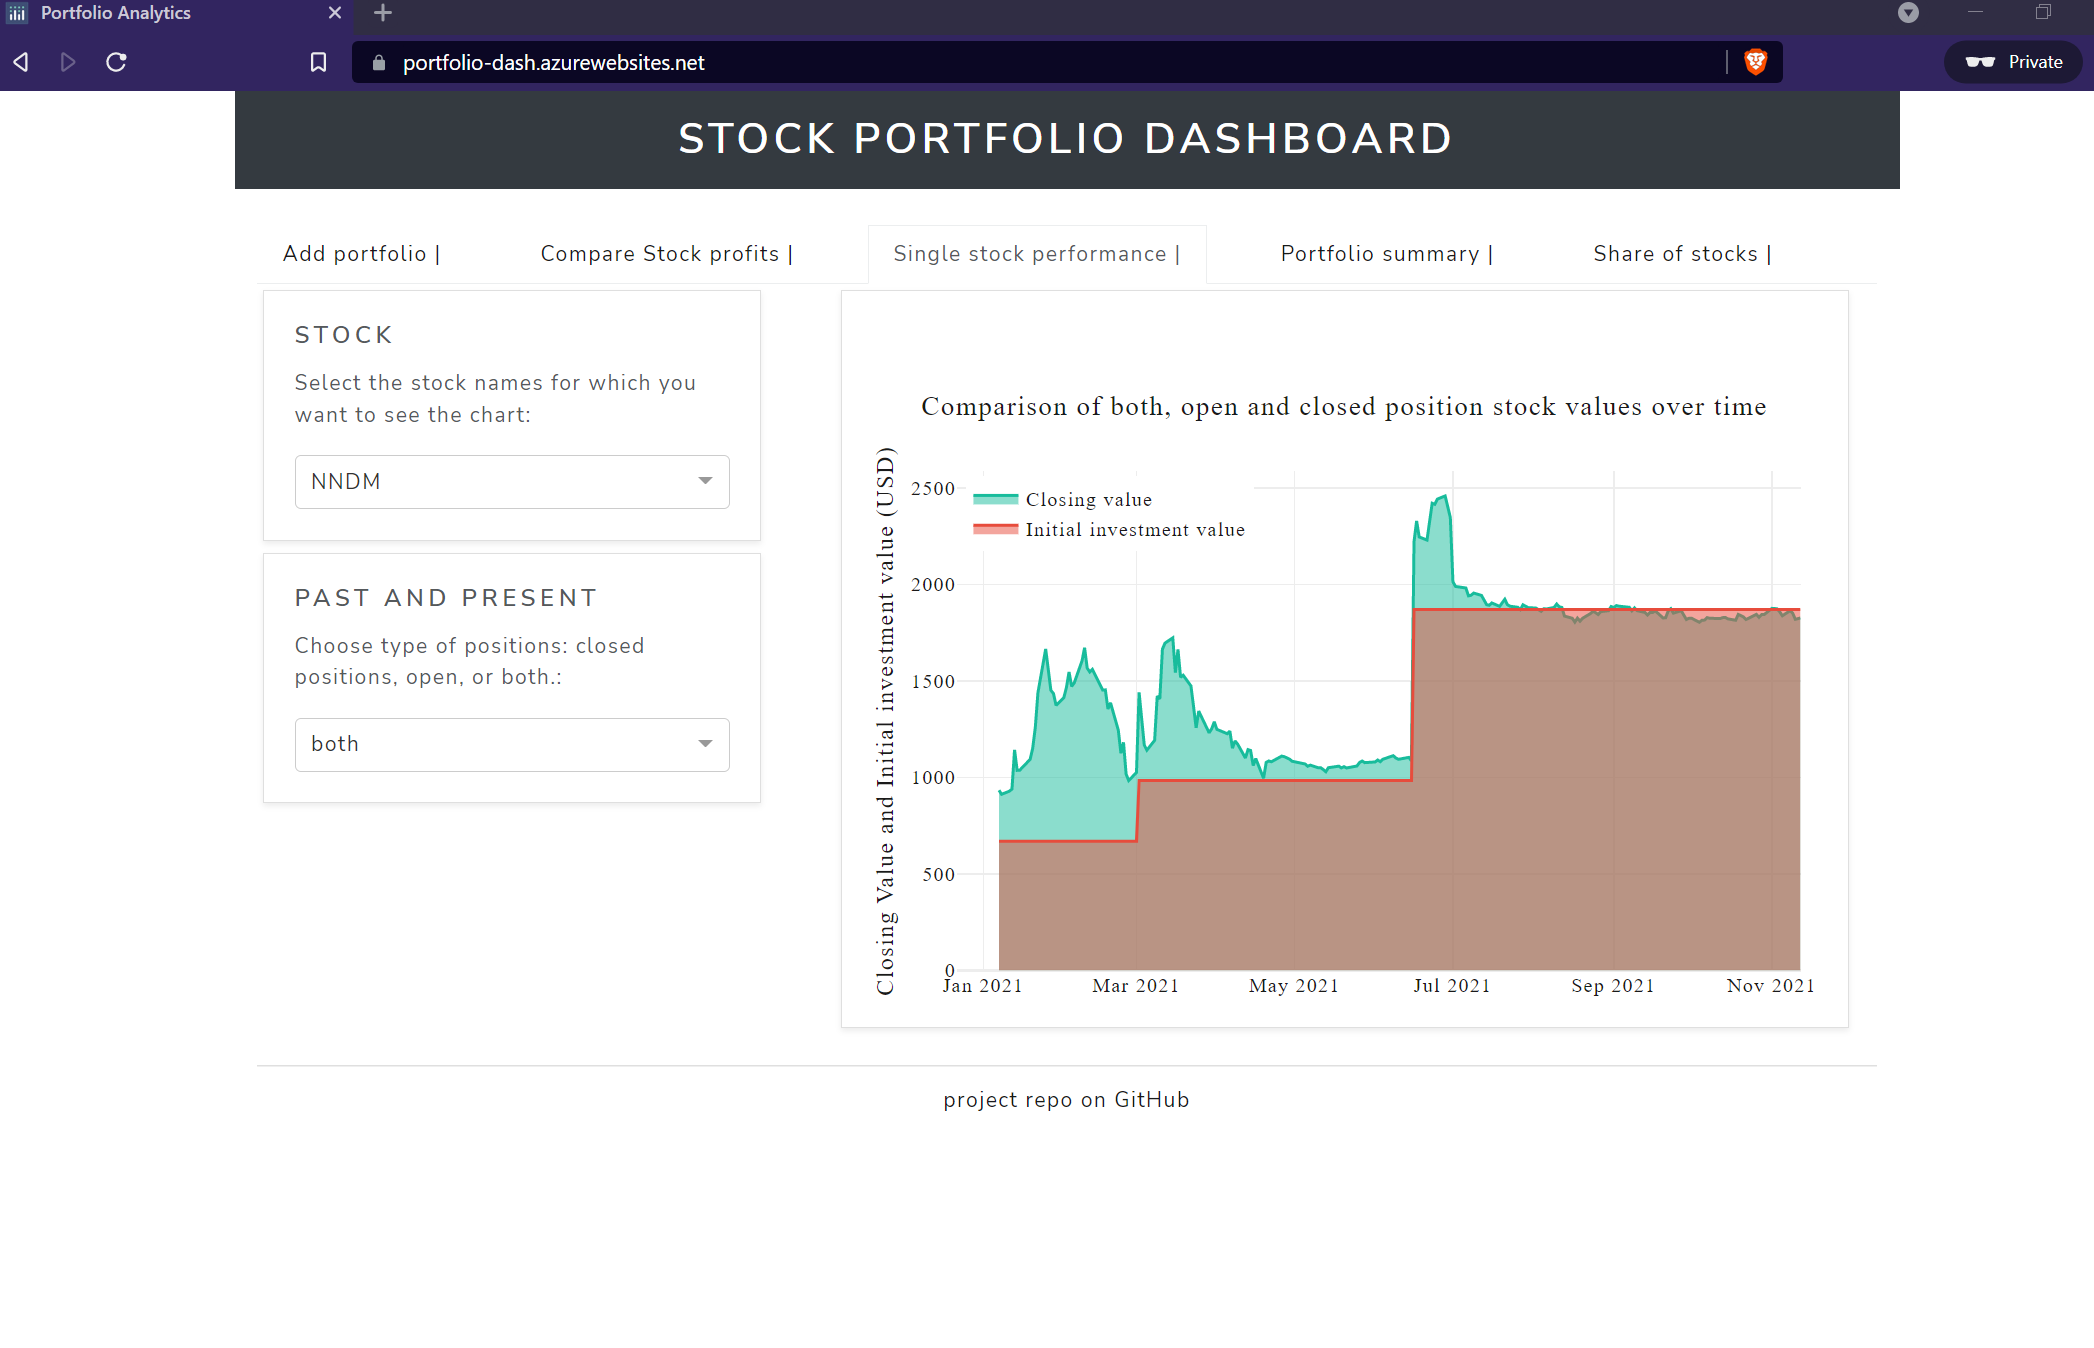 Portfolio Analytics
portfolio-dash.azurewebsites.net
Private
STOCK PORTFOLIO DASHBOARD
Add portfolio |
Compare Stock profits |
Single stock performance |
Portfolio summary |
Share of stocks |
STOCK
Select the stock names for which you
want to see the chart:
NNDM
PAST AND PRESENT
Choose type of positions: closed
positions, open, or both.:
both
Comparison of both, open and closed position stock values over time
Closing Value and Initial investment value (USD)
2500
2000
1500
1000
500
0
Closing value
Initial investment value
Jan 2021
Mar 2021
May 2021
Jul 2021
Sep 2021
Nov 2021
project repo on GitHub